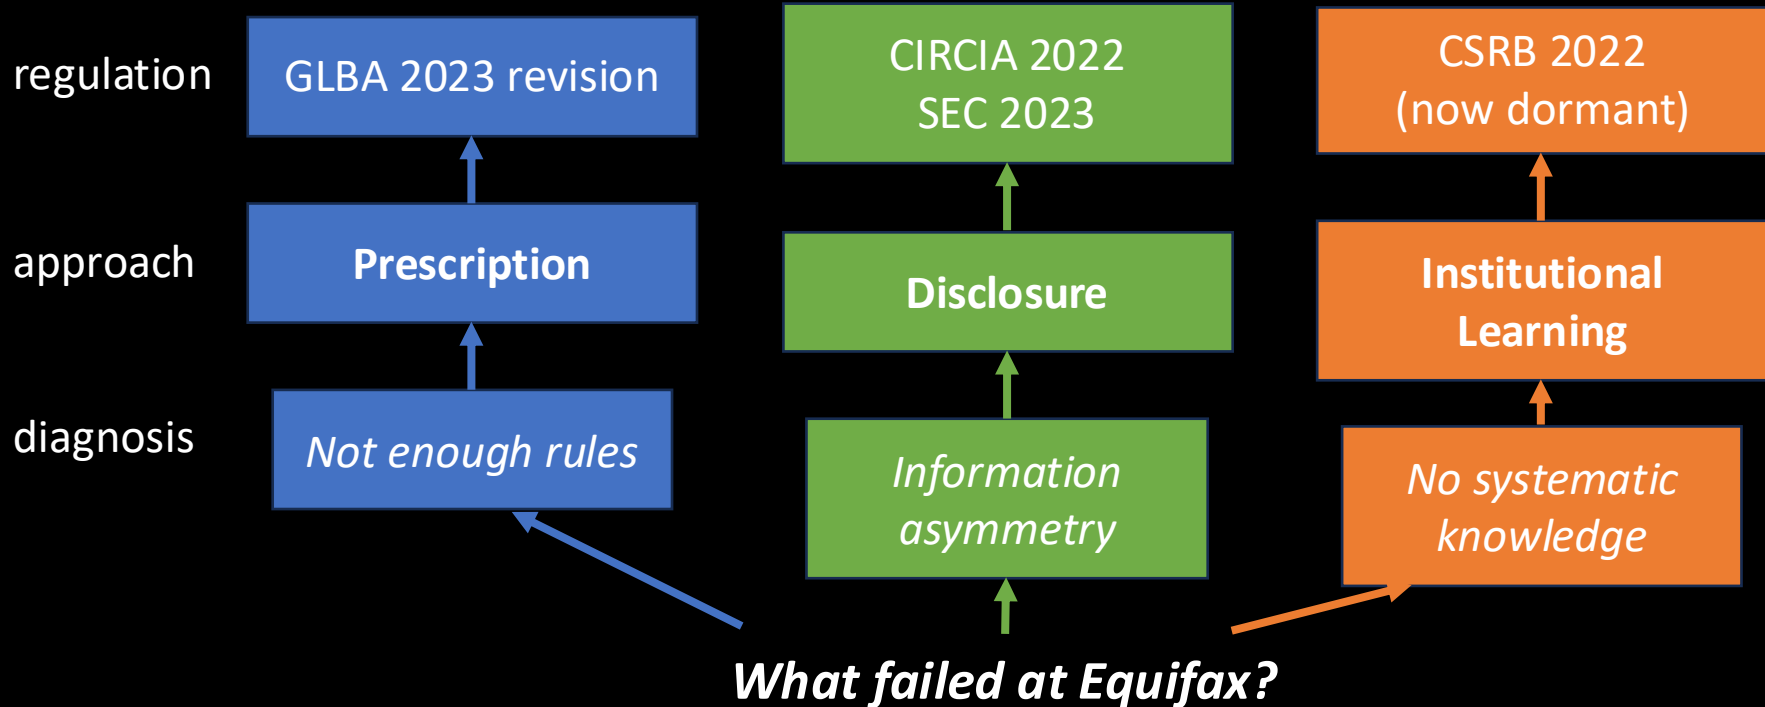 regulation
GLBA 2023 revision
CIRCIA 2022
SEC 2023
CSRB 2022
(now dormant)
approach
Prescription
Disclosure
Institutional
Learning
diagnosis
Not enough rules
Information
asymmetry
No systematic
knowledge
What failed at Equifax?